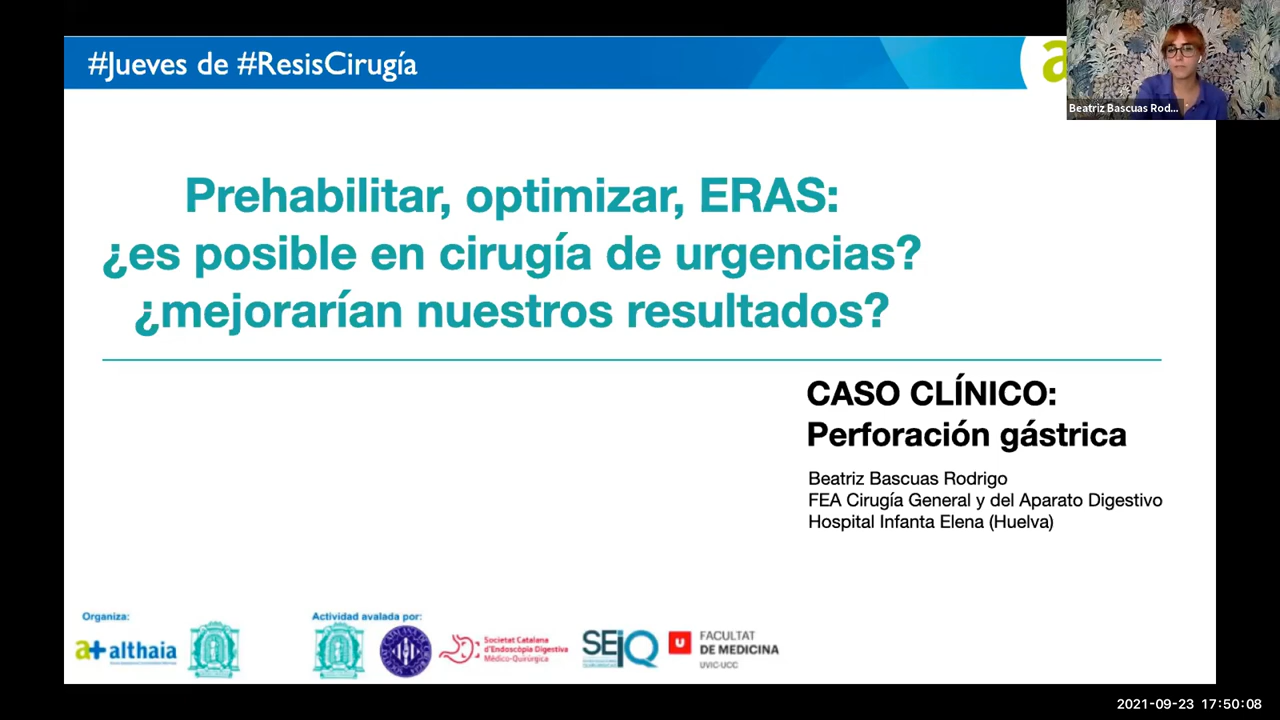 #Jueves de #ResisCirugía
Beatriz Bascuas Rod...
Prehabilitar, optimizar, ERAS:
¿es posible en cirugía de urgencias?
¿mejorarían nuestros resultados?
CASO CLÍNICO:
Perforación gástrica
Beatriz Bascuas Rodrigo
FEA Cirugía General y del Aparato Digestivo
Hospital Infanta Elena (Huelva)
Organiza:
Actividad avalada por:
althaia
Societat Catalana
d'Endoscòpia Digestiva
Mèdico-Quirúrgica
SEIQ
U
FACULTAT
DE MEDICINA
UVIC-UCC
2021-09-23 17:50:08